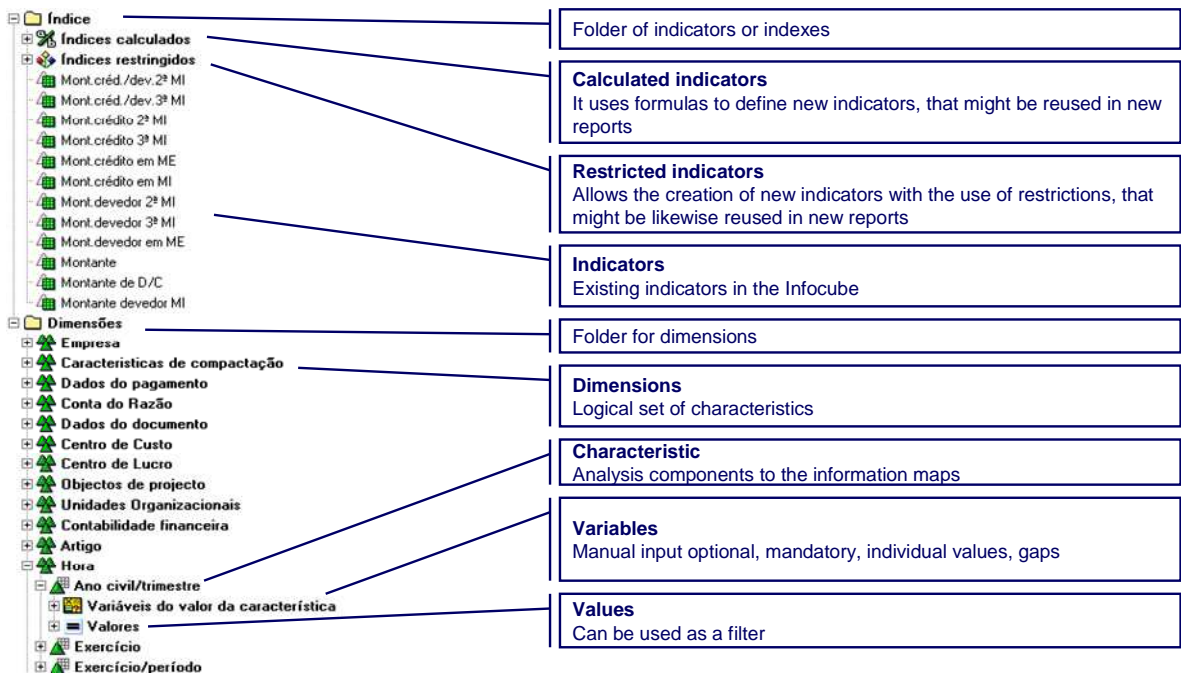 Índice
Índices calculados
Índices restringidos
Mont.créd./dev.2ª MI
Mont.créd./dev.3ª MI
Mont.crédito 2ª MI
Mont.crédito 3ª MI
Mont.crédito em ME
Mont.crédito em MI
Mont.devedor 2ª MI
Mont.devedor 3ª MI
Mont.devedor em ME
Montante
Montante de D/C
Montante devedor MI
Dimensões
Empresa
Caracteristicas de compactação
Dados do pagamento
Conta do Razão
Dados do documento
Centro de Custo
Centro de Lucro
Objectos de projecto
Unidades Organizacionais
Contabilidade financeira
Artigo
Hora
Ano civil/trimestre
Variáveis do valor da característica
Valores
Exercício
Exercício/período
Folder of indicators or indexes
Calculated indicators
It uses formulas to define new indicators, that might be reused in new
reports
Restricted indicators
Allows the creation of new indicators with the use of restrictions, that
might be likewise reused in new reports
Indicators
Existing indicators in the Infocube
Folder for dimensions
Dimensions
Logical set of characteristics
Characteristic
Analysis components to the information maps
Variables
Manual input optional, mandatory, individual values, gaps
Values
Can be used as a filter